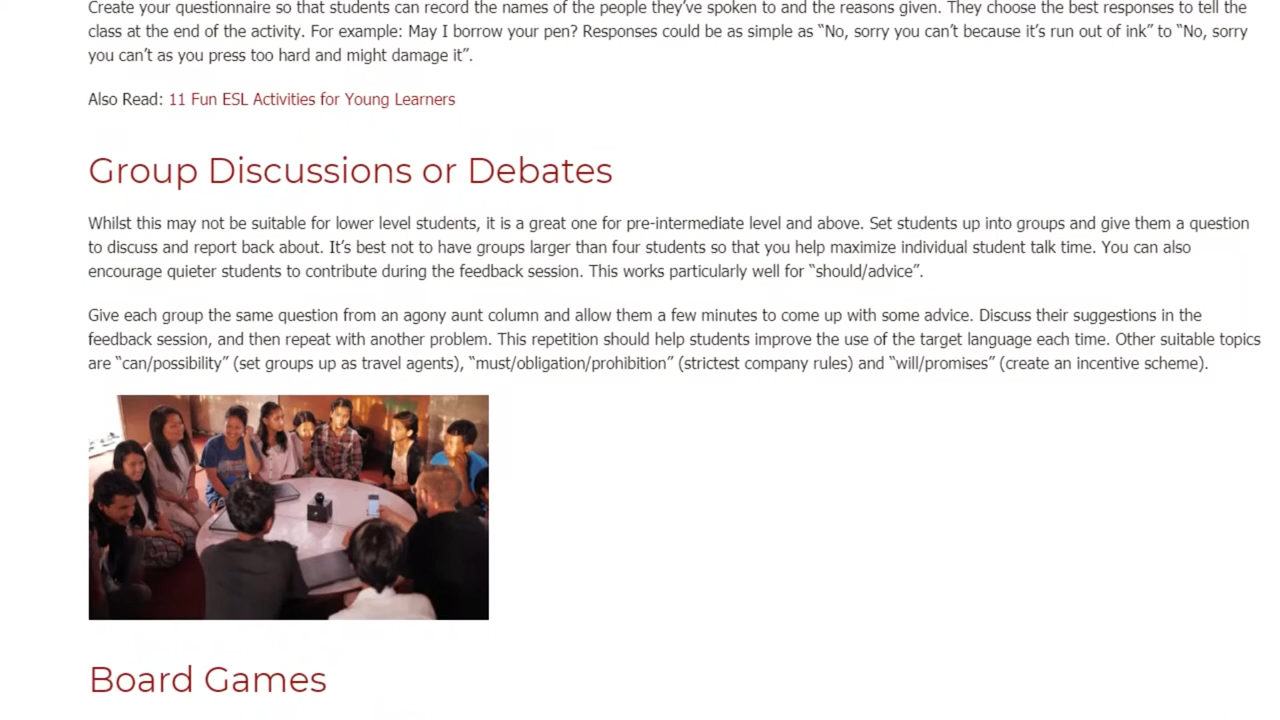 Create your questionnaire so that students can record the names of the people they’ve spoken to and the reasons given. They choose the best responses to tell the
class at the end of the activity. For example: May I borrow your pen? Responses could be as simple as “No, sorry you can’t because it’s run out of ink” to “No, sorry
you can’t as you press too hard and might damage it”.
Also Read: 11 Fun ESL Activities for Young Learners
Group Discussions or Debates
Whilst this may not be suitable for lower level students, it is a great one for pre-intermediate level and above. Set students up into groups and give them a question
to discuss and report back about. It’s best not to have groups larger than four students so that you help maximize individual student talk time. You can also
encourage quieter students to contribute during the feedback session. This works particularly well for “should/advice”.
Give each group the same question from an agony aunt column and allow them a few minutes to come up with some advice. Discuss their suggestions in the
feedback session, and then repeat with another problem. This repetition should help students improve the use of the target language each time. Other suitable topics
are “can/possibility” (set groups up as travel agents), “must/obligation/prohibition” (strictest company rules) and “will/promises” (create an incentive scheme).
Board Games